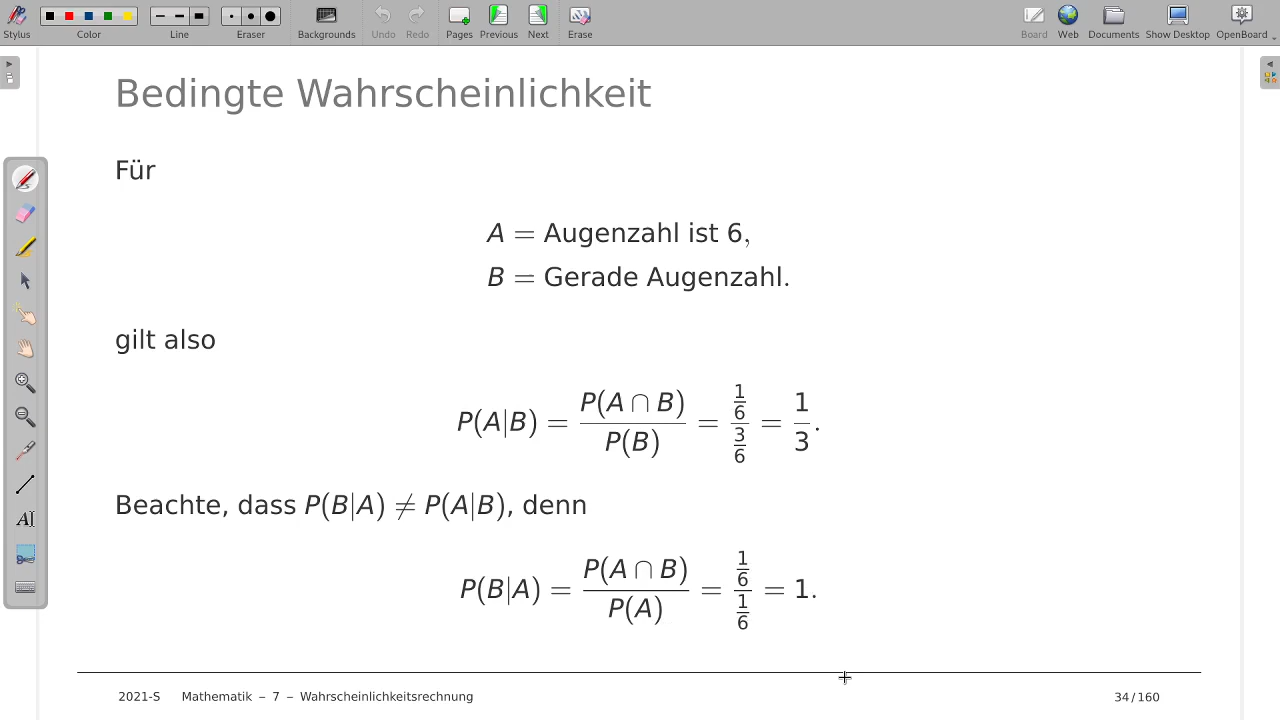 Stylus Color Line Eraser Backgrounds Undo Redo Pages Previous Next Erase Board Web Documents Show Desktop OpenBoard
Bedingte Wahrscheinlichkeit
Für
A = Augenzahl ist 6,
B = Gerade Augenzahl.
gilt also
P(A|B) = P(A ∩ B) / P(B) = (1/6) / (3/6) = 1/3.
Beachte, dass P(B|A) ≠ P(A|B), denn
P(B|A) = P(A ∩ B) / P(A) = (1/6) / (1/6) = 1.
2021-S Mathematik – 7 – Wahrscheinlichkeitsrechnung 34/160